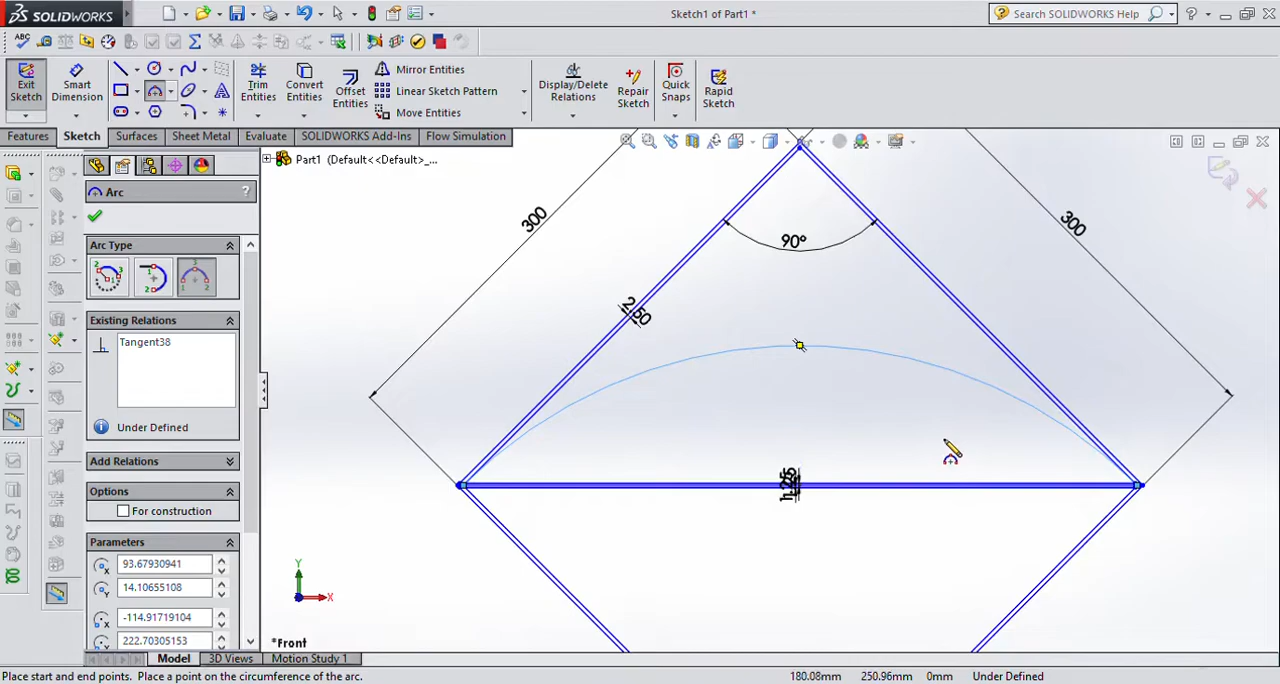 SOLIDWORKS
Sketch1 of Part1 *
Search SOLIDWORKS Help
Exit Sketch
Smart Dimension
Trim Entities
Convert Entities
Offset Entities
Mirror Entities
Linear Sketch Pattern
Move Entities
Display/Delete Relations
Repair Sketch
Quick Snaps
Rapid Sketch
Features Sketch Surfaces Sheet Metal Evaluate SOLIDWORKS Add-Ins Flow Simulation
Part1 (Default<<Default>_...
Arc ?
Arc Type
Existing Relations
Tangent38
Under Defined
Add Relations
Options
For construction
Parameters
93.67930941
14.10655108
-114.91719104
222.70305153
300
300
90°
2.50
Y
X
*Front
Model 3D Views Motion Study 1
Place start and end points. Place a point on the circumference of the arc. 180.08mm 250.96mm 0mm Under Defined